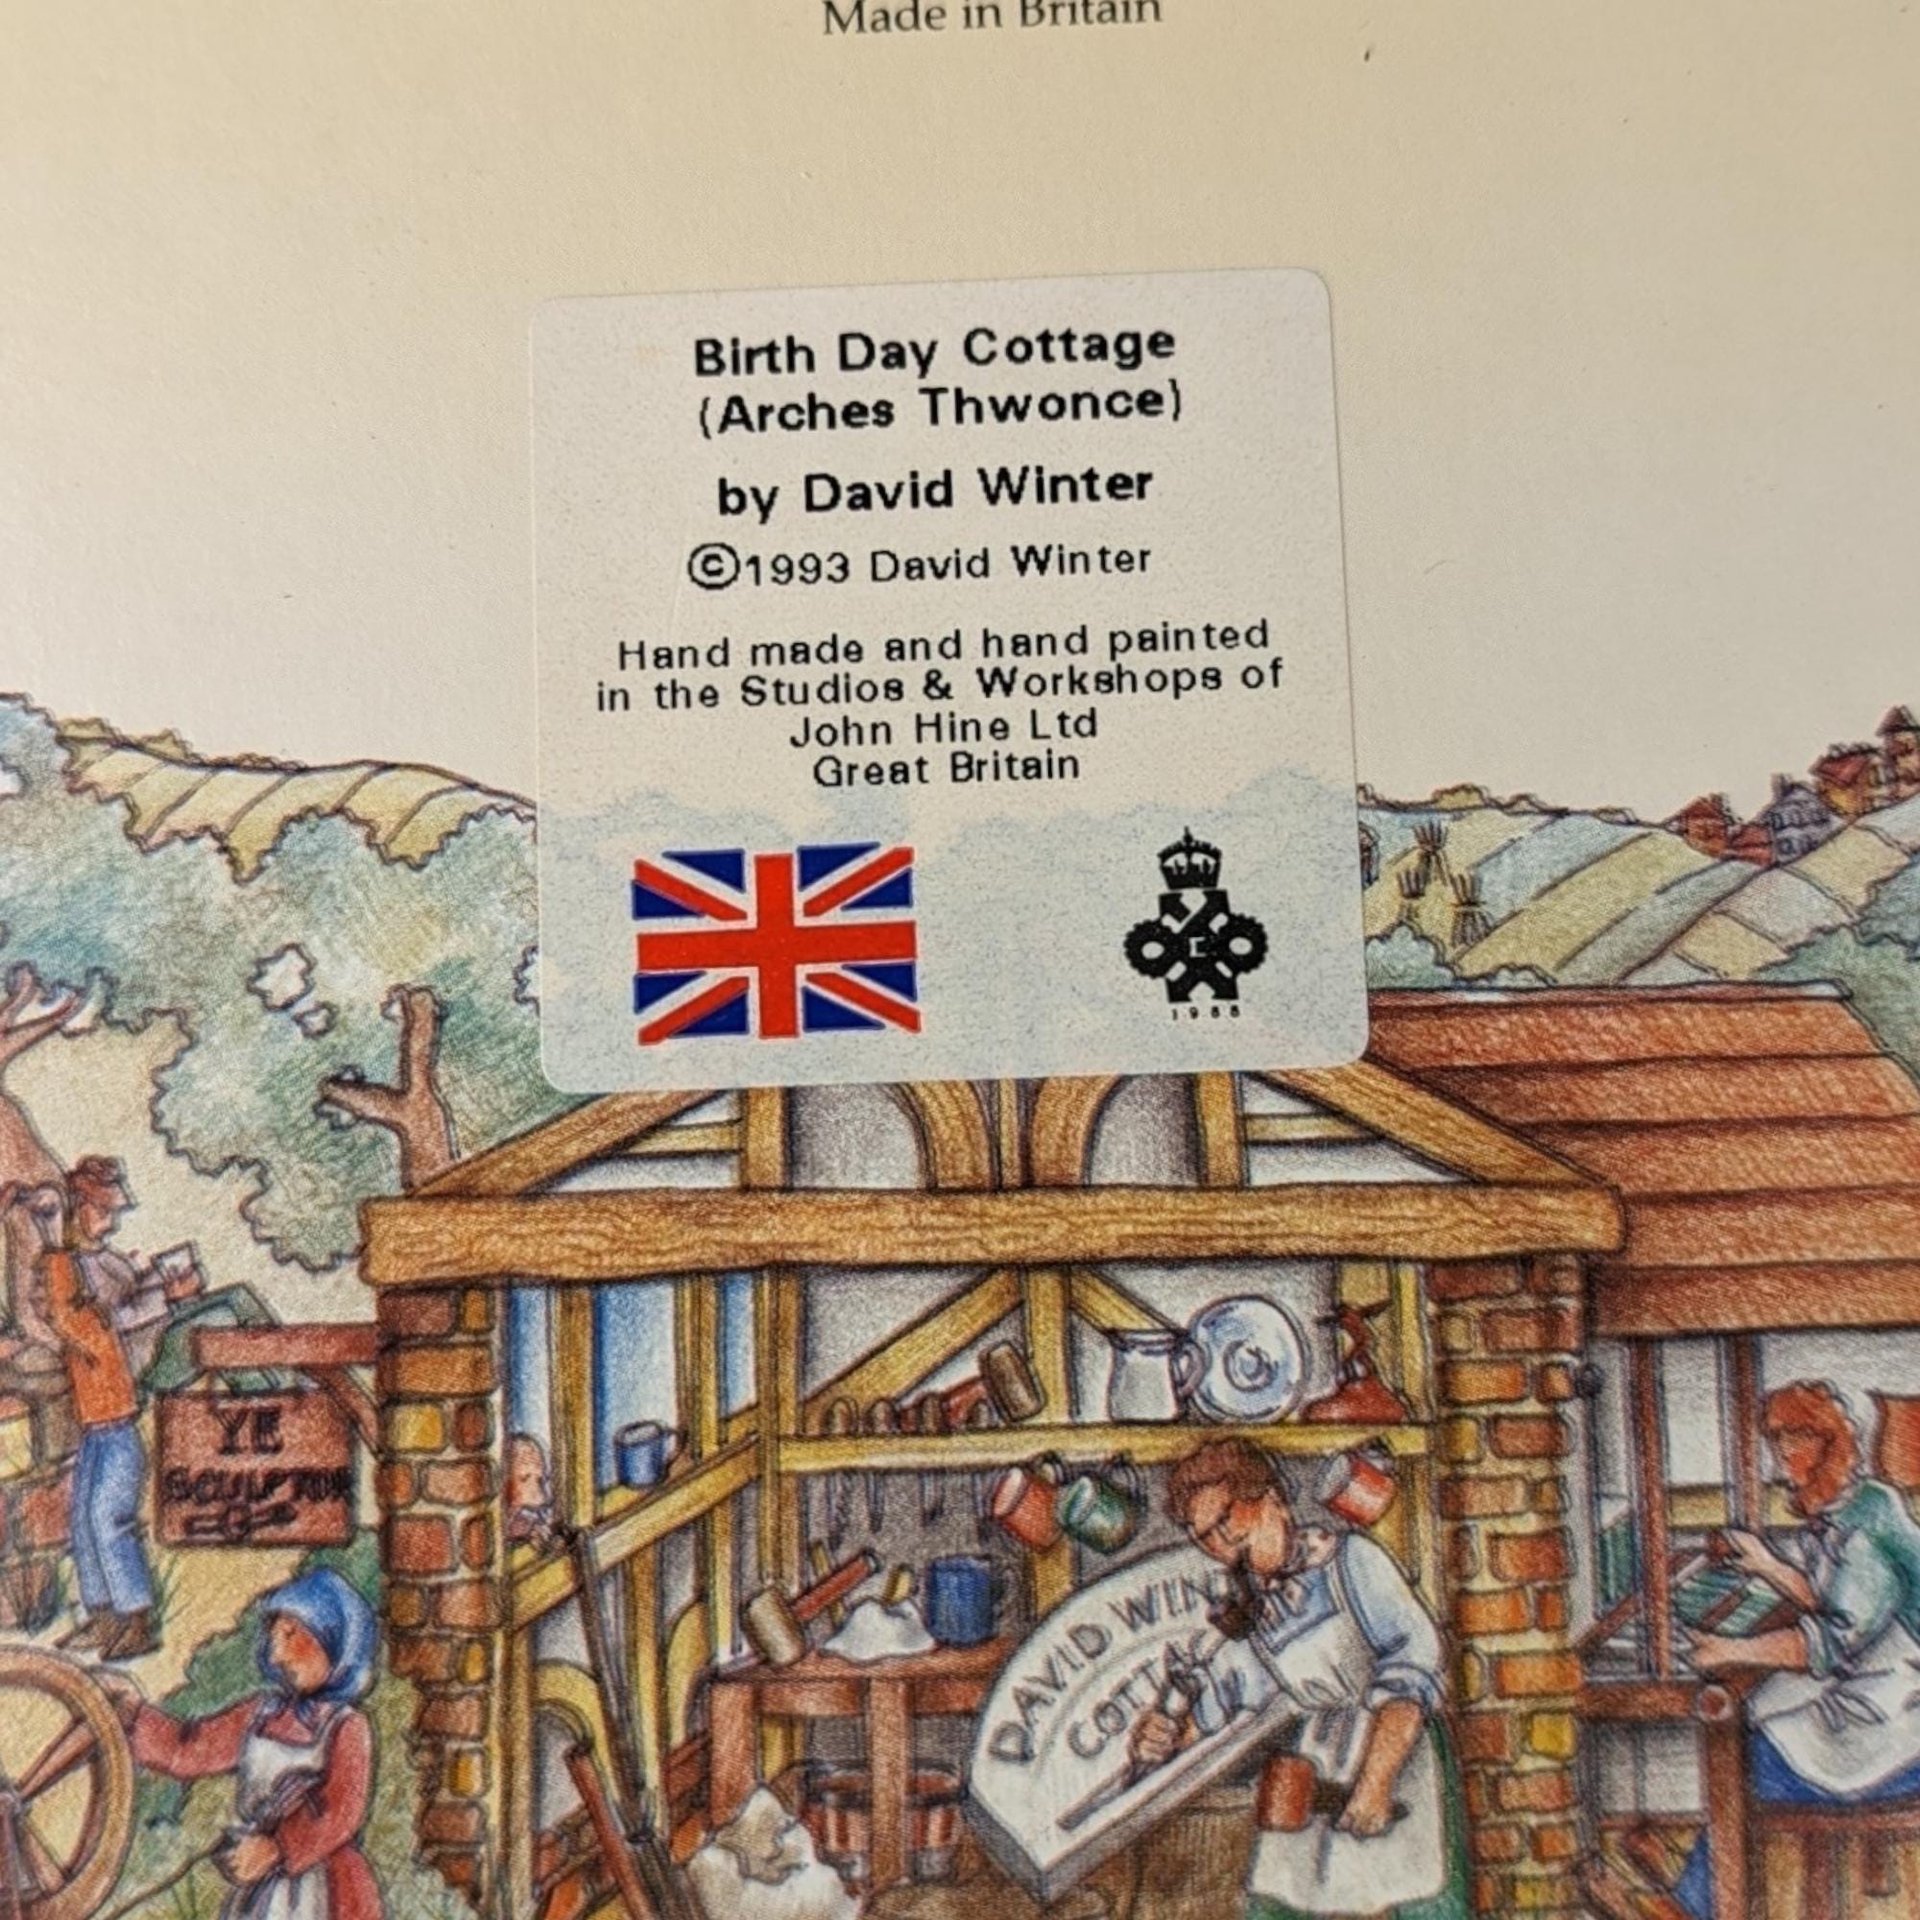 Made in Britain
Birth Day Cottage
(Arches Thwonce)
by David Winter
©1993 David Winter
Hand made and hand painted
in the Studios & Workshops of
John Hine Ltd
Great Britain
E
1988
YE
SCULPTOR
DAVID WIN
COTTA